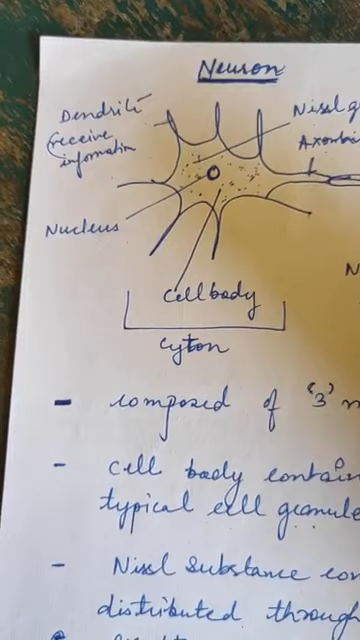 Neuron
Dendrite
(receive
information
Nissl g
Axon
Nucleus
Cell body
Cyton
- composed of '3'
- Cell body contain
typical cell granule
- Nissl Substance con
distributed through